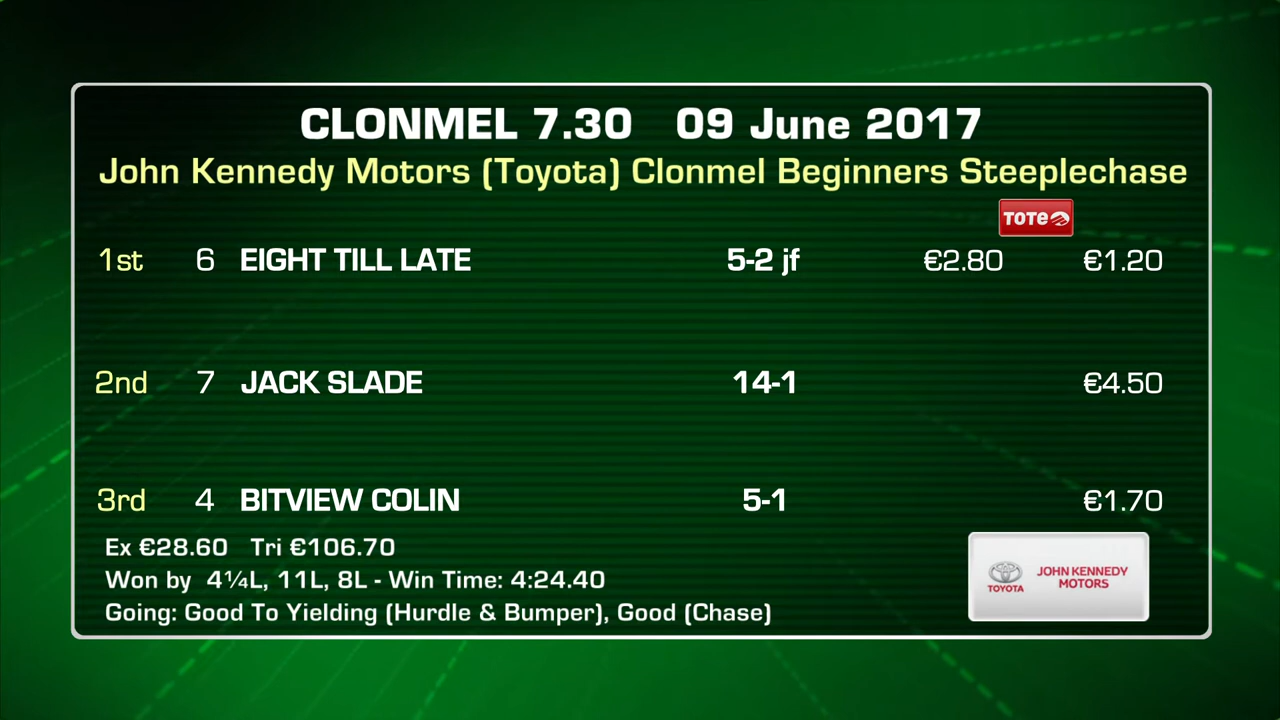 CLONMEL 7.30 09 June 2017
John Kennedy Motors (Toyota) Clonmel Beginners Steeplechase
TOTe
1st 6 EIGHT TILL LATE 5-2 jf €2.80 €1.20
2nd 7 JACK SLADE 14-1 €4.50
3rd 4 BITVIEW COLIN 5-1 €1.70
Ex €28.60 Tri €106.70
Won by 4¼L, 11L, 8L - Win Time: 4:24.40
Going: Good To Yielding (Hurdle & Bumper), Good (Chase)
TOYOTA
JOHN KENNEDY
MOTORS